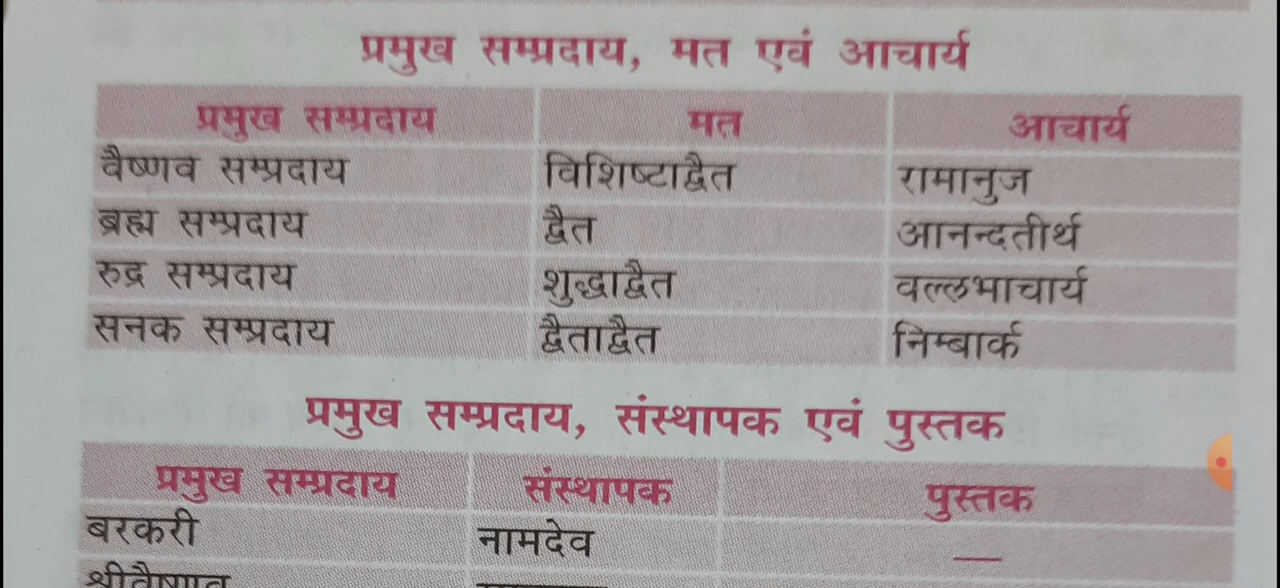 प्रमुख सम्प्रदाय, मत एवं आचार्य
प्रमुख सम्प्रदाय मत आचार्य
वैष्णव सम्प्रदाय विशिष्टाद्वैत रामानुज
ब्रह्म सम्प्रदाय द्वैत आनन्दतीर्थ
रुद्र सम्प्रदाय शुद्धाद्वैत वल्लभाचार्य
सनक सम्प्रदाय द्वैताद्वैत निम्बार्क
प्रमुख सम्प्रदाय, संस्थापक एवं पुस्तक
प्रमुख सम्प्रदाय संस्थापक पुस्तक
बरकरी नामदेव —
श्रीवैष्णव